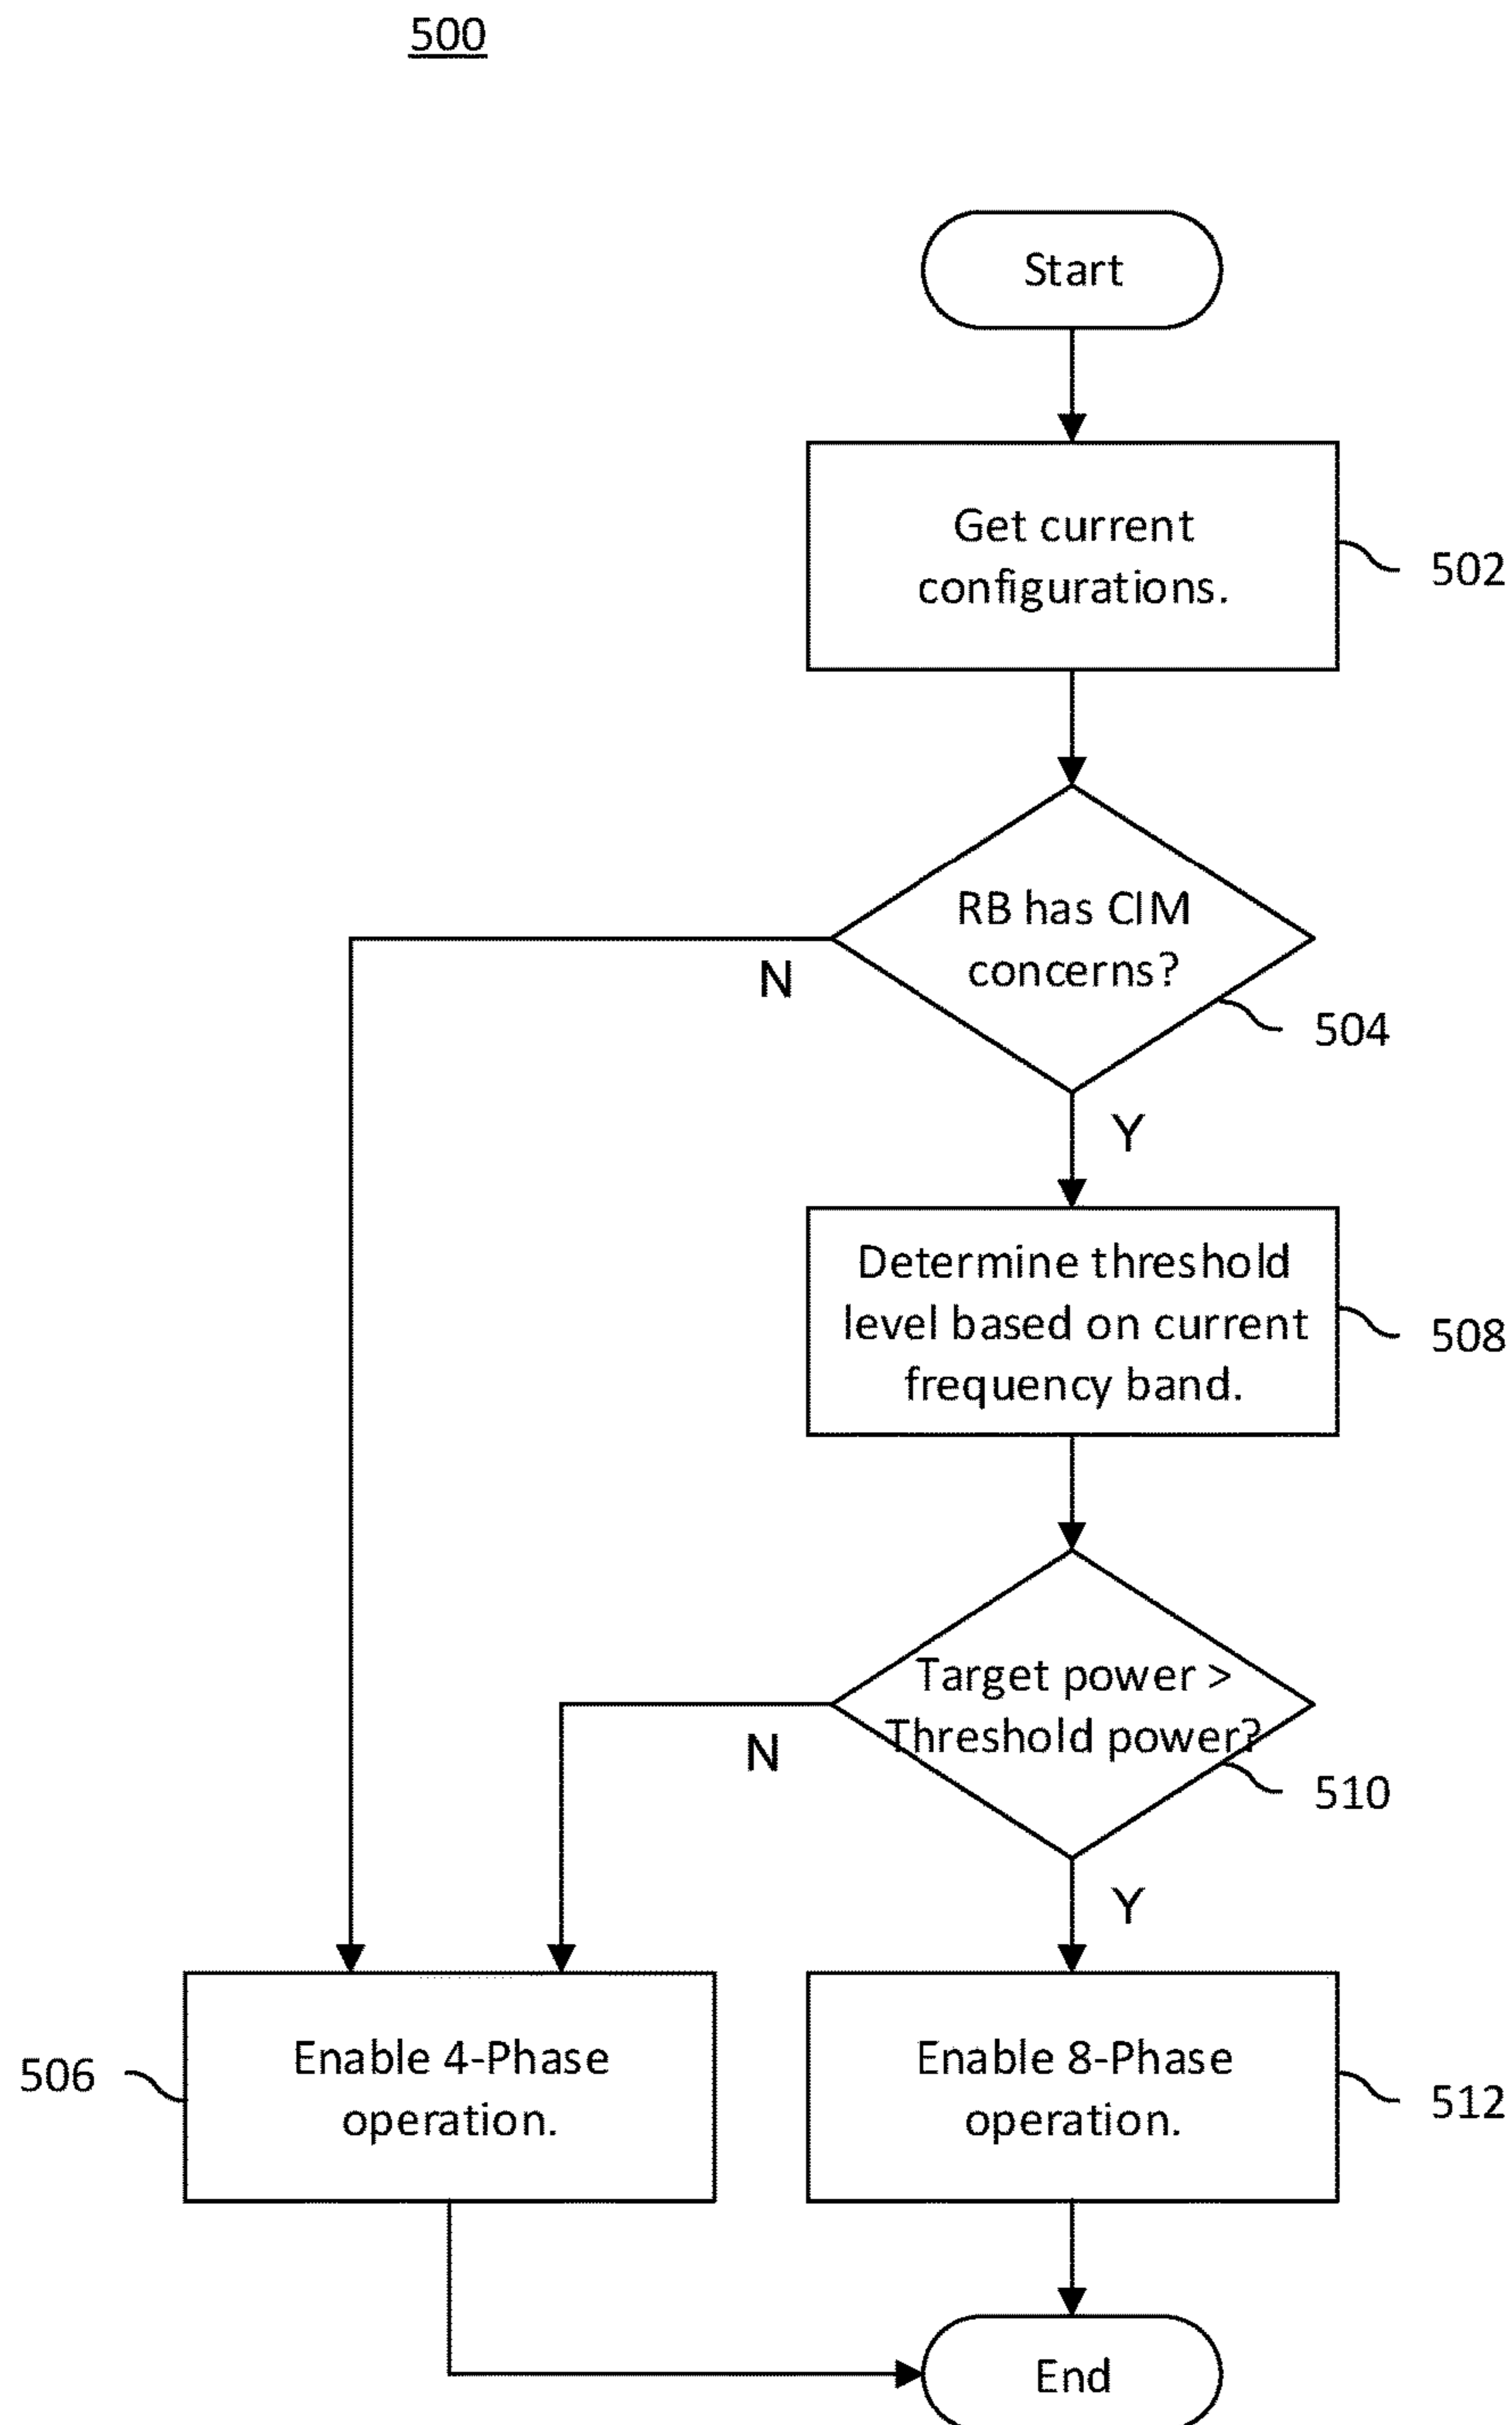 500
Start
Get current
configurations.
502
RB has CIM
concerns?
504
N
Y
Determine threshold
level based on current
frequency band.
508
Target power >
Threshold power?
510
N
Y
506
Enable 4-Phase
operation.
Enable 8-Phase
operation.
512
End